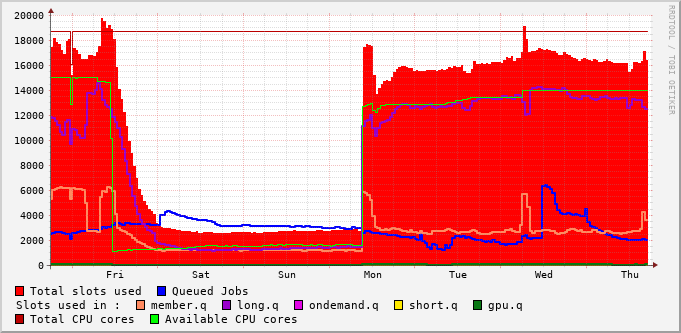 20000
18000
16000
14000
12000
10000
8000
6000
4000
2000
0
Fri Sat Sun Mon Tue Wed Thu
RRDTOOL / TOBI OETIKER
Total slots used Queued Jobs
Slots used in : member.q long.q ondemand.q short.q gpu.q
Total CPU cores Available CPU cores